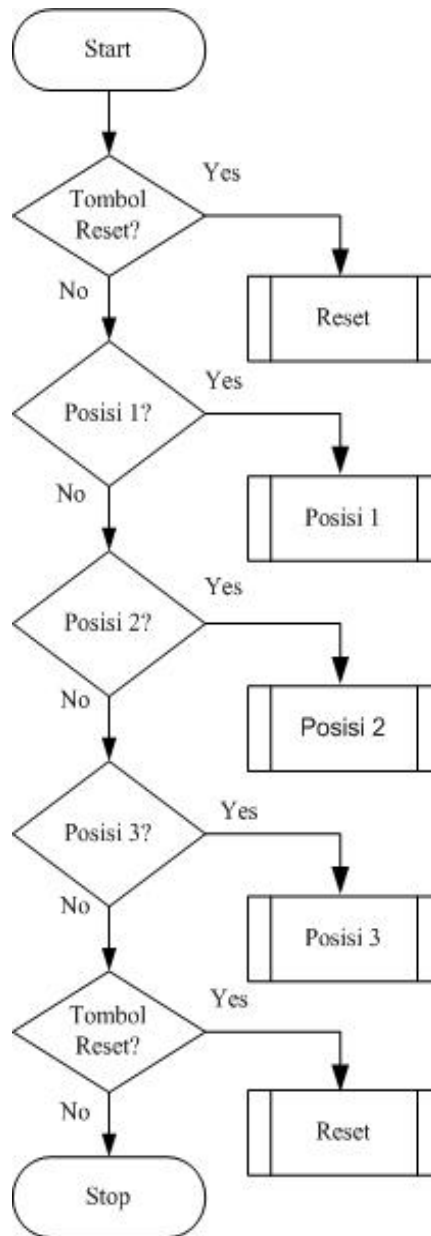 Start
Yes
Tombol
Reset?
No
Reset
Yes
Posisi 1?
No
Posisi 1
Yes
Posisi 2?
No
Posisi 2
Yes
Posisi 3?
No
Posisi 3
Yes
Tombol
Reset?
No
Reset
Stop